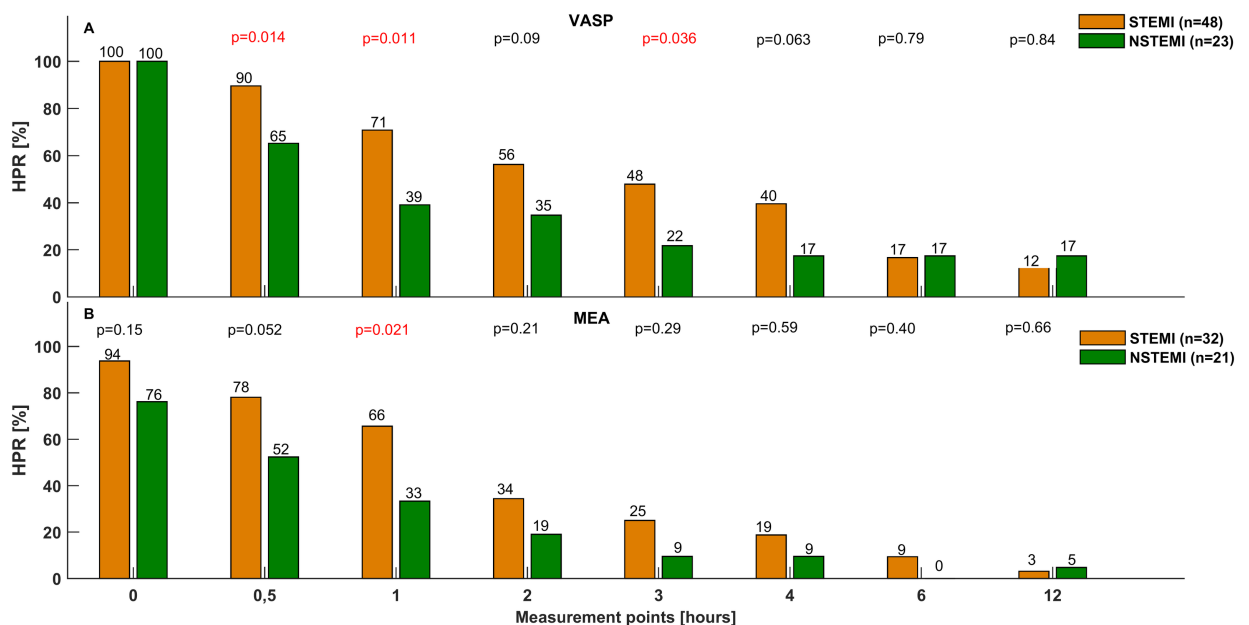 A
VASP
STEMI (n=48)
NSTEMI (n=23)
p=0.014 p=0.011 p=0.09 p=0.036 p=0.063 p=0.79 p=0.84
HPR [%]
100
80
60
40
20
0
100 100 90 65 71 39 56 35 48 22 40 17 17 17 12 17
B
MEA
STEMI (n=32)
NSTEMI (n=21)
p=0.15 p=0.052 p=0.021 p=0.21 p=0.29 p=0.59 p=0.40 p=0.66
HPR [%]
100
80
60
40
20
0
94 76 78 52 66 33 34 19 25 9 19 9 9 0 3 5
0 0,5 1 2 3 4 6 12
Measurement points [hours]